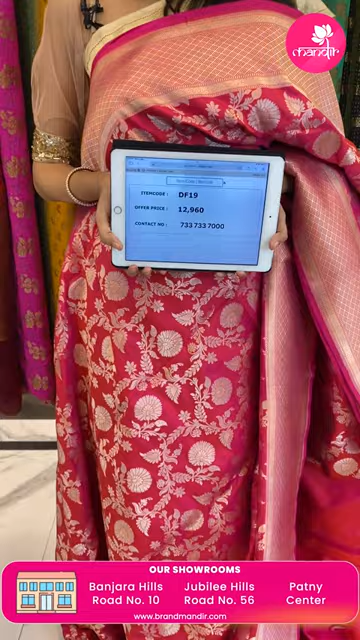 mandir
ITEMCODE : DF19
OFFER PRICE : 12,960
CONTACT NO : 733 733 7000
OUR SHOWROOMS
Banjara Hills Jubilee Hills Patny
Road No. 10 Road No. 56 Center
www.brandmandir.com